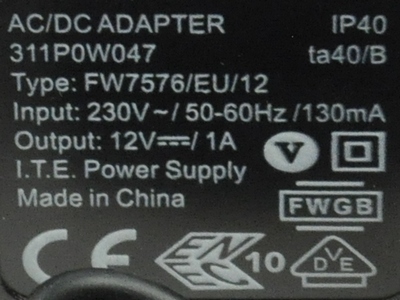 AC/DC ADAPTER IP40
311P0W047 ta40/B
Type: FW7576/EU/12
Input: 230V~/ 50-60Hz /130mA
Output: 12V⎓/ 1A
I.T.E. Power Supply
Made in China
V
FWGB
CE ENEC 10 DVE